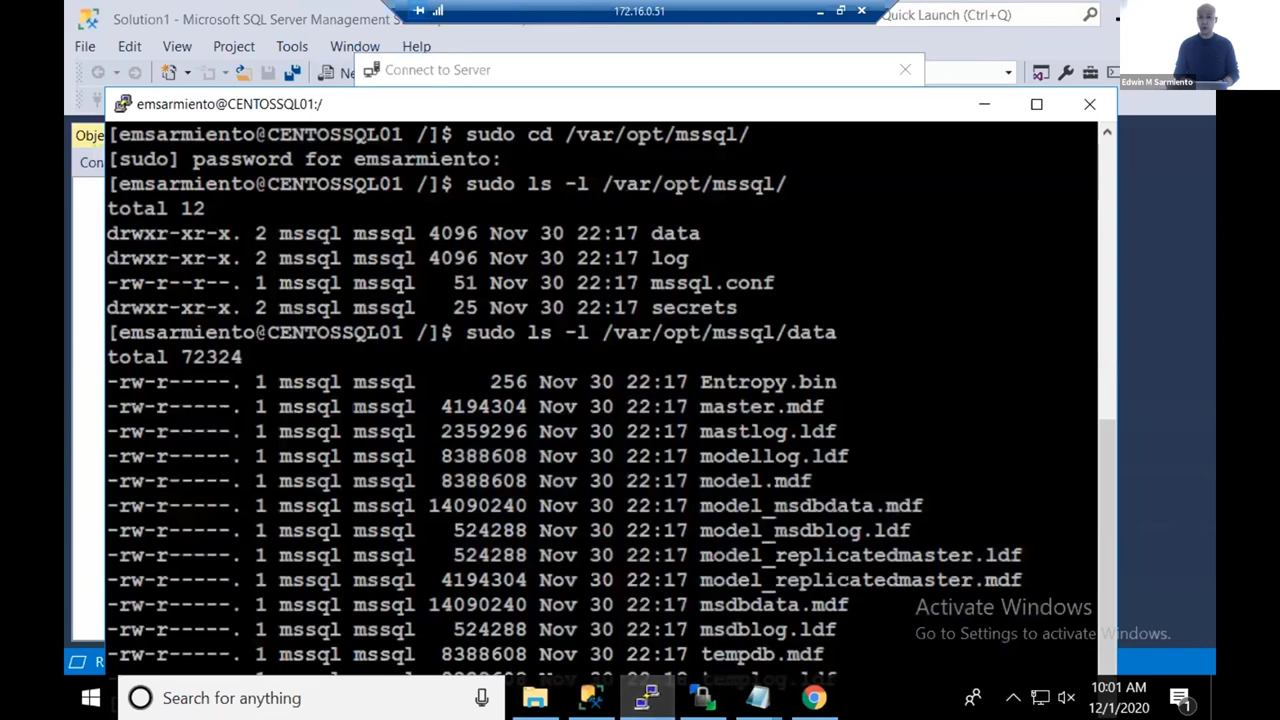 Solution1 - Microsoft SQL Server Management St
172.16.0.51
Quick Launch (Ctrl+Q)
File Edit View Project Tools Window Help
Ne
Connect to Server
Edwin M Sarmiento
emsarmiento@CENTOSSQL01:/
Obje
Con
[emsarmiento@CENTOSSQL01 /]$ sudo cd /var/opt/mssql/
[sudo] password for emsarmiento:
[emsarmiento@CENTOSSQL01 /]$ sudo ls -l /var/opt/mssql/
total 12
drwxr-xr-x. 2 mssql mssql 4096 Nov 30 22:17 data
drwxr-xr-x. 2 mssql mssql 4096 Nov 30 22:17 log
-rw-r--r--. 1 mssql mssql 51 Nov 30 22:17 mssql.conf
drwxr-xr-x. 2 mssql mssql 25 Nov 30 22:17 secrets
[emsarmiento@CENTOSSQL01 /]$ sudo ls -l /var/opt/mssql/data
total 72324
-rw-r-----. 1 mssql mssql 256 Nov 30 22:17 Entropy.bin
-rw-r-----. 1 mssql mssql 4194304 Nov 30 22:17 master.mdf
-rw-r-----. 1 mssql mssql 2359296 Nov 30 22:17 mastlog.ldf
-rw-r-----. 1 mssql mssql 8388608 Nov 30 22:17 modellog.ldf
-rw-r-----. 1 mssql mssql 8388608 Nov 30 22:17 model.mdf
-rw-r-----. 1 mssql mssql 14090240 Nov 30 22:17 model_msdbdata.mdf
-rw-r-----. 1 mssql mssql 524288 Nov 30 22:17 model_msdblog.ldf
-rw-r-----. 1 mssql mssql 524288 Nov 30 22:17 model_replicatedmaster.ldf
-rw-r-----. 1 mssql mssql 4194304 Nov 30 22:17 model_replicatedmaster.mdf
-rw-r-----. 1 mssql mssql 14090240 Nov 30 22:17 msdbdata.mdf
-rw-r-----. 1 mssql mssql 524288 Nov 30 22:17 msdblog.ldf
-rw-r-----. 1 mssql mssql 8388608 Nov 30 22:17 tempdb.mdf
Activate Windows
Go to Settings to activate Windows.
R
Search for anything
10:01 AM
12/1/2020
1